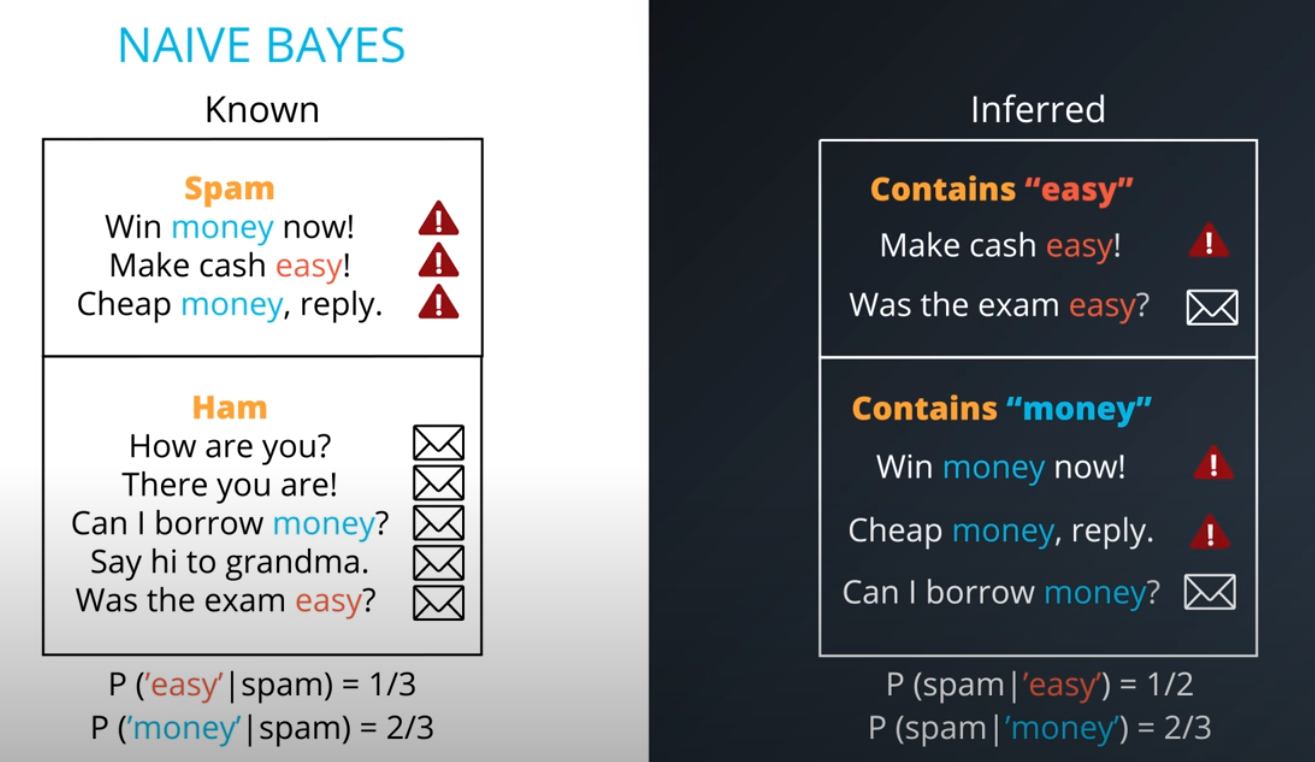 NAIVE BAYES
Known
Spam
Win money now!
Make cash easy!
Cheap money, reply.
Ham
How are you?
There you are!
Can I borrow money?
Say hi to grandma.
Was the exam easy?
P (’easy’|spam) = 1/3
P (’money’|spam) = 2/3
Inferred
Contains “easy”
Make cash easy!
Was the exam easy?
Contains “money”
Win money now!
Cheap money, reply.
Can I borrow money?
P (spam|’easy’) = 1/2
P (spam|’money’) = 2/3